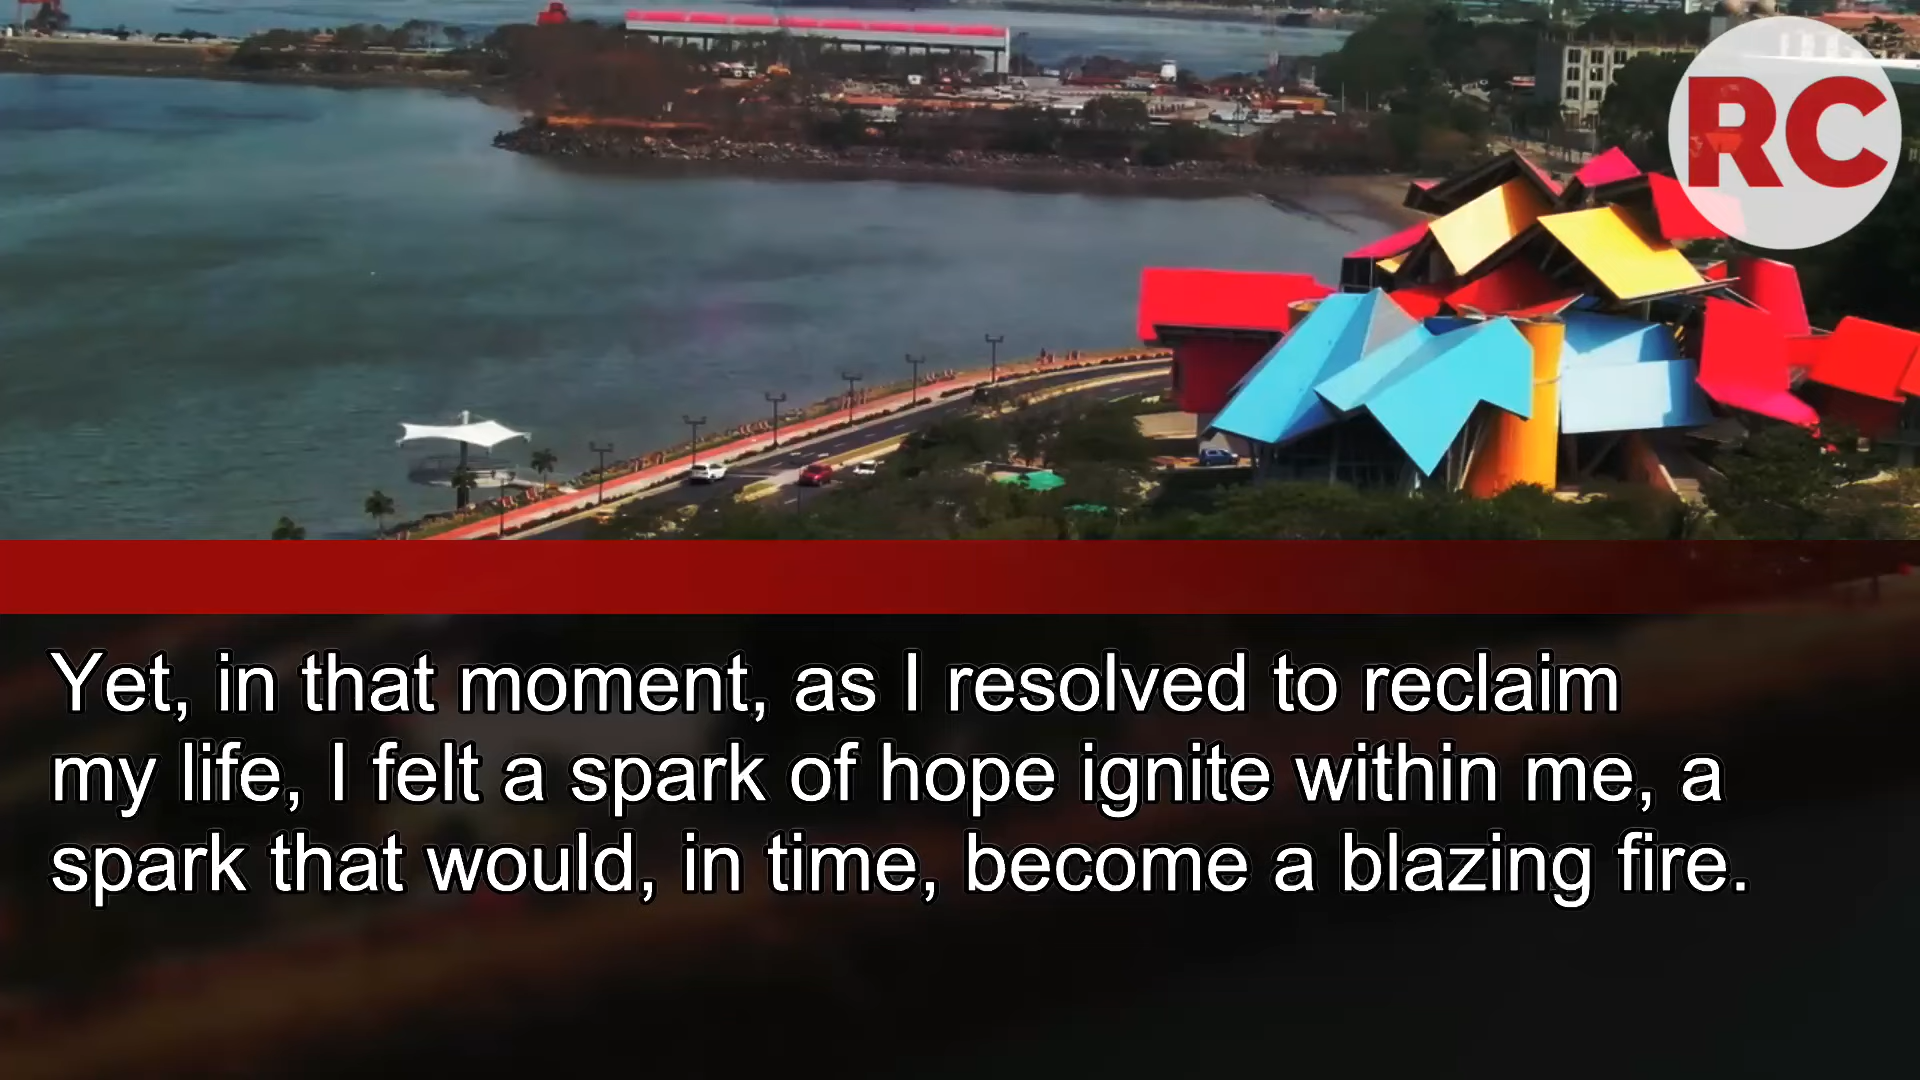 RC
Yet, in that moment, as I resolved to reclaim
my life, I felt a spark of hope ignite within me, a
spark that would, in time, become a blazing fire.